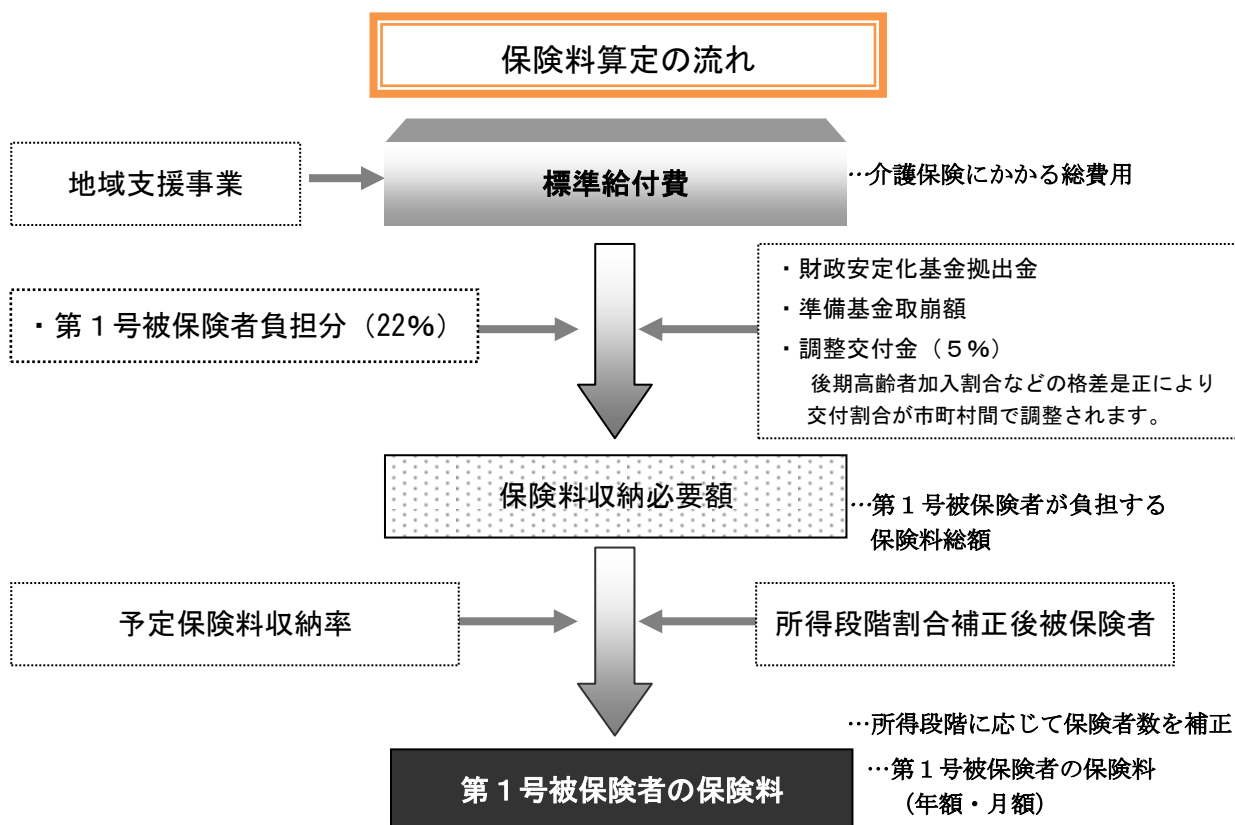 保険料算定の流れ
地域支援事業
標準給付費
…介護保険にかかる総費用
・第１号被保険者負担分（22%）
・財政安定化基金拠出金
・準備基金取崩額
・調整交付金（５%）
後期高齢者加入割合などの格差是正により
交付割合が市町村間で調整されます。
保険料収納必要額
…第１号被保険者が負担する
保険料総額
予定保険料収納率
所得段階割合補正後被保険者
…所得段階に応じて保険者数を補正
第１号被保険者の保険料
…第１号被保険者の保険料
（年額・月額）